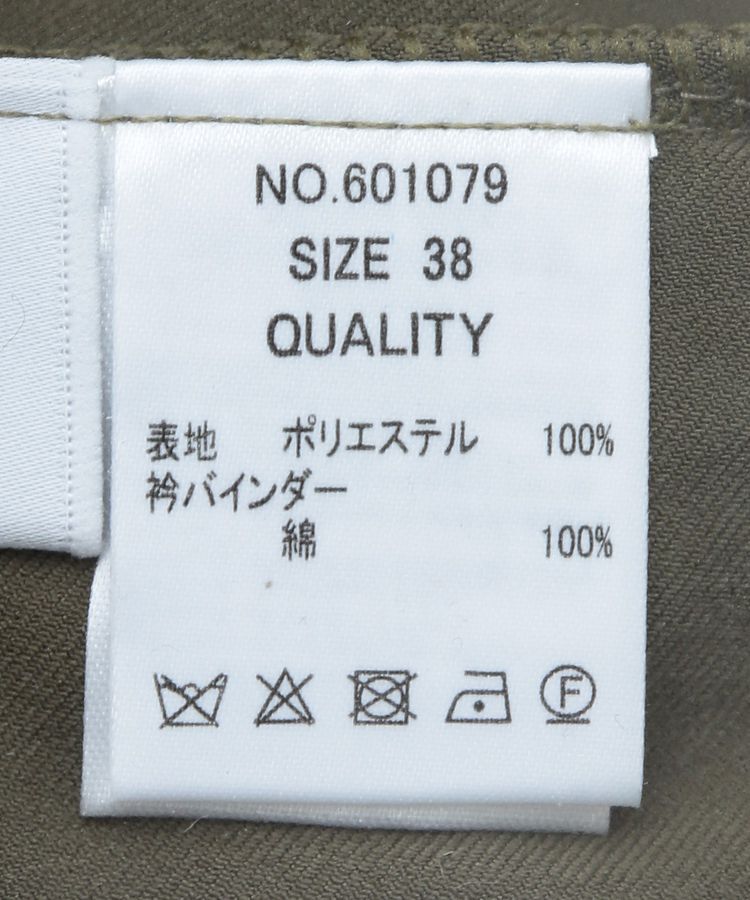 NO.601079
SIZE 38
QUALITY
表地 ポリエステル 100%
衿バインダー
綿 100%
F